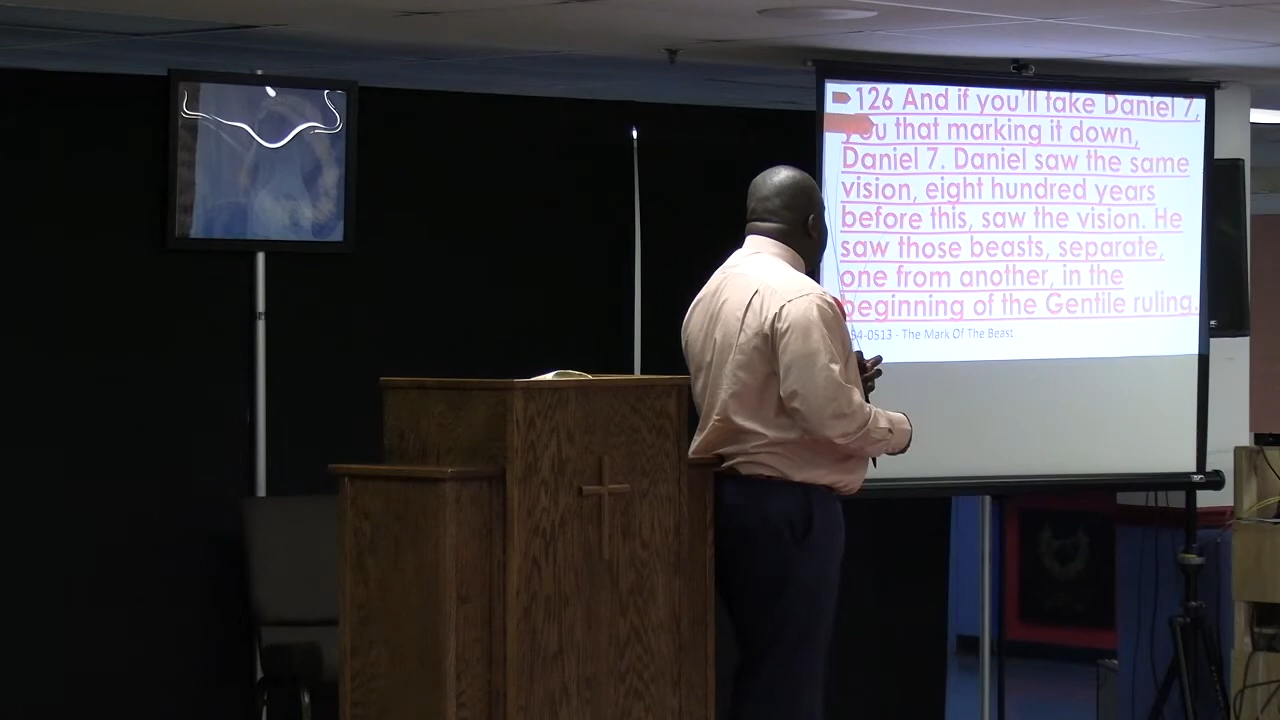 126 And if you'll take Daniel 7,
you that marking it down,
Daniel 7. Daniel saw the same
vision, eight hundred years
before this, saw the vision. He
saw those beasts, separate,
one from another, in the
beginning of the Gentile ruling.
54-0513 - The Mark Of The Beast